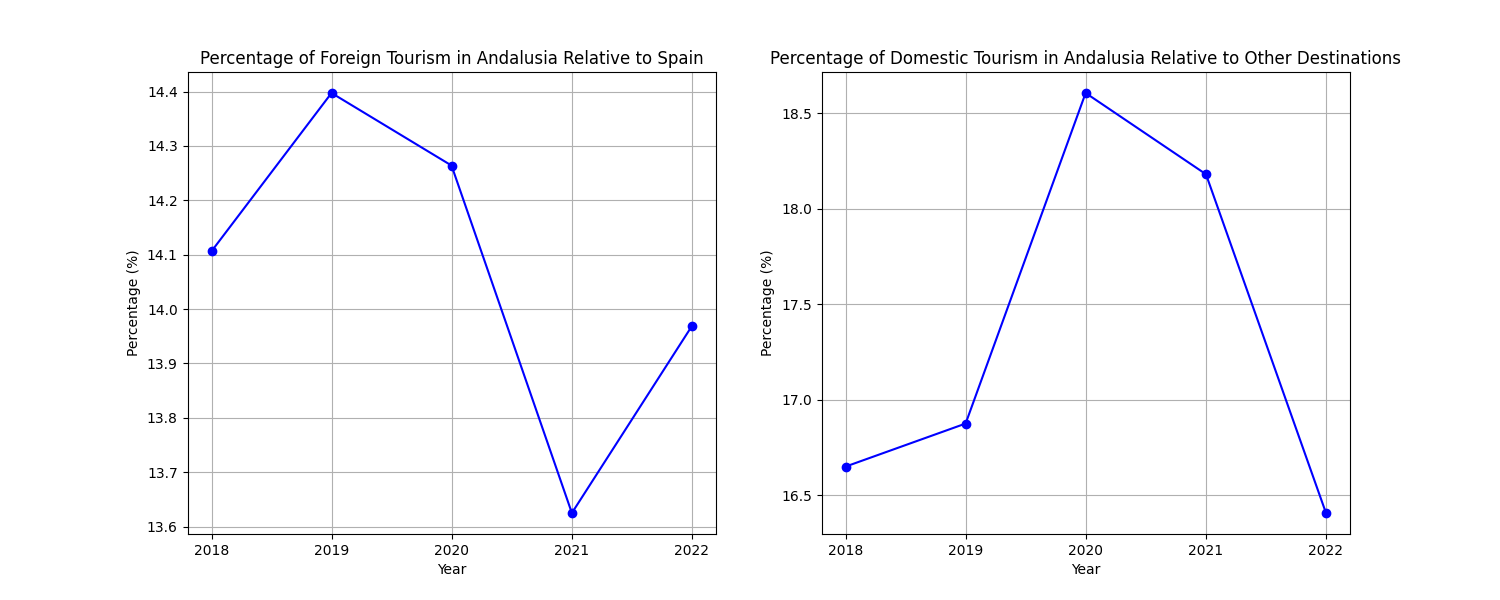 Percentage of Foreign Tourism in Andalusia Relative to Spain
14.4
14.3
14.2
14.1
14.0
13.9
13.8
13.7
13.6
Percentage (%)
2018 2019 2020 2021 2022
Year
Percentage of Domestic Tourism in Andalusia Relative to Other Destinations
18.5
18.0
17.5
17.0
16.5
Percentage (%)
2018 2019 2020 2021 2022
Year